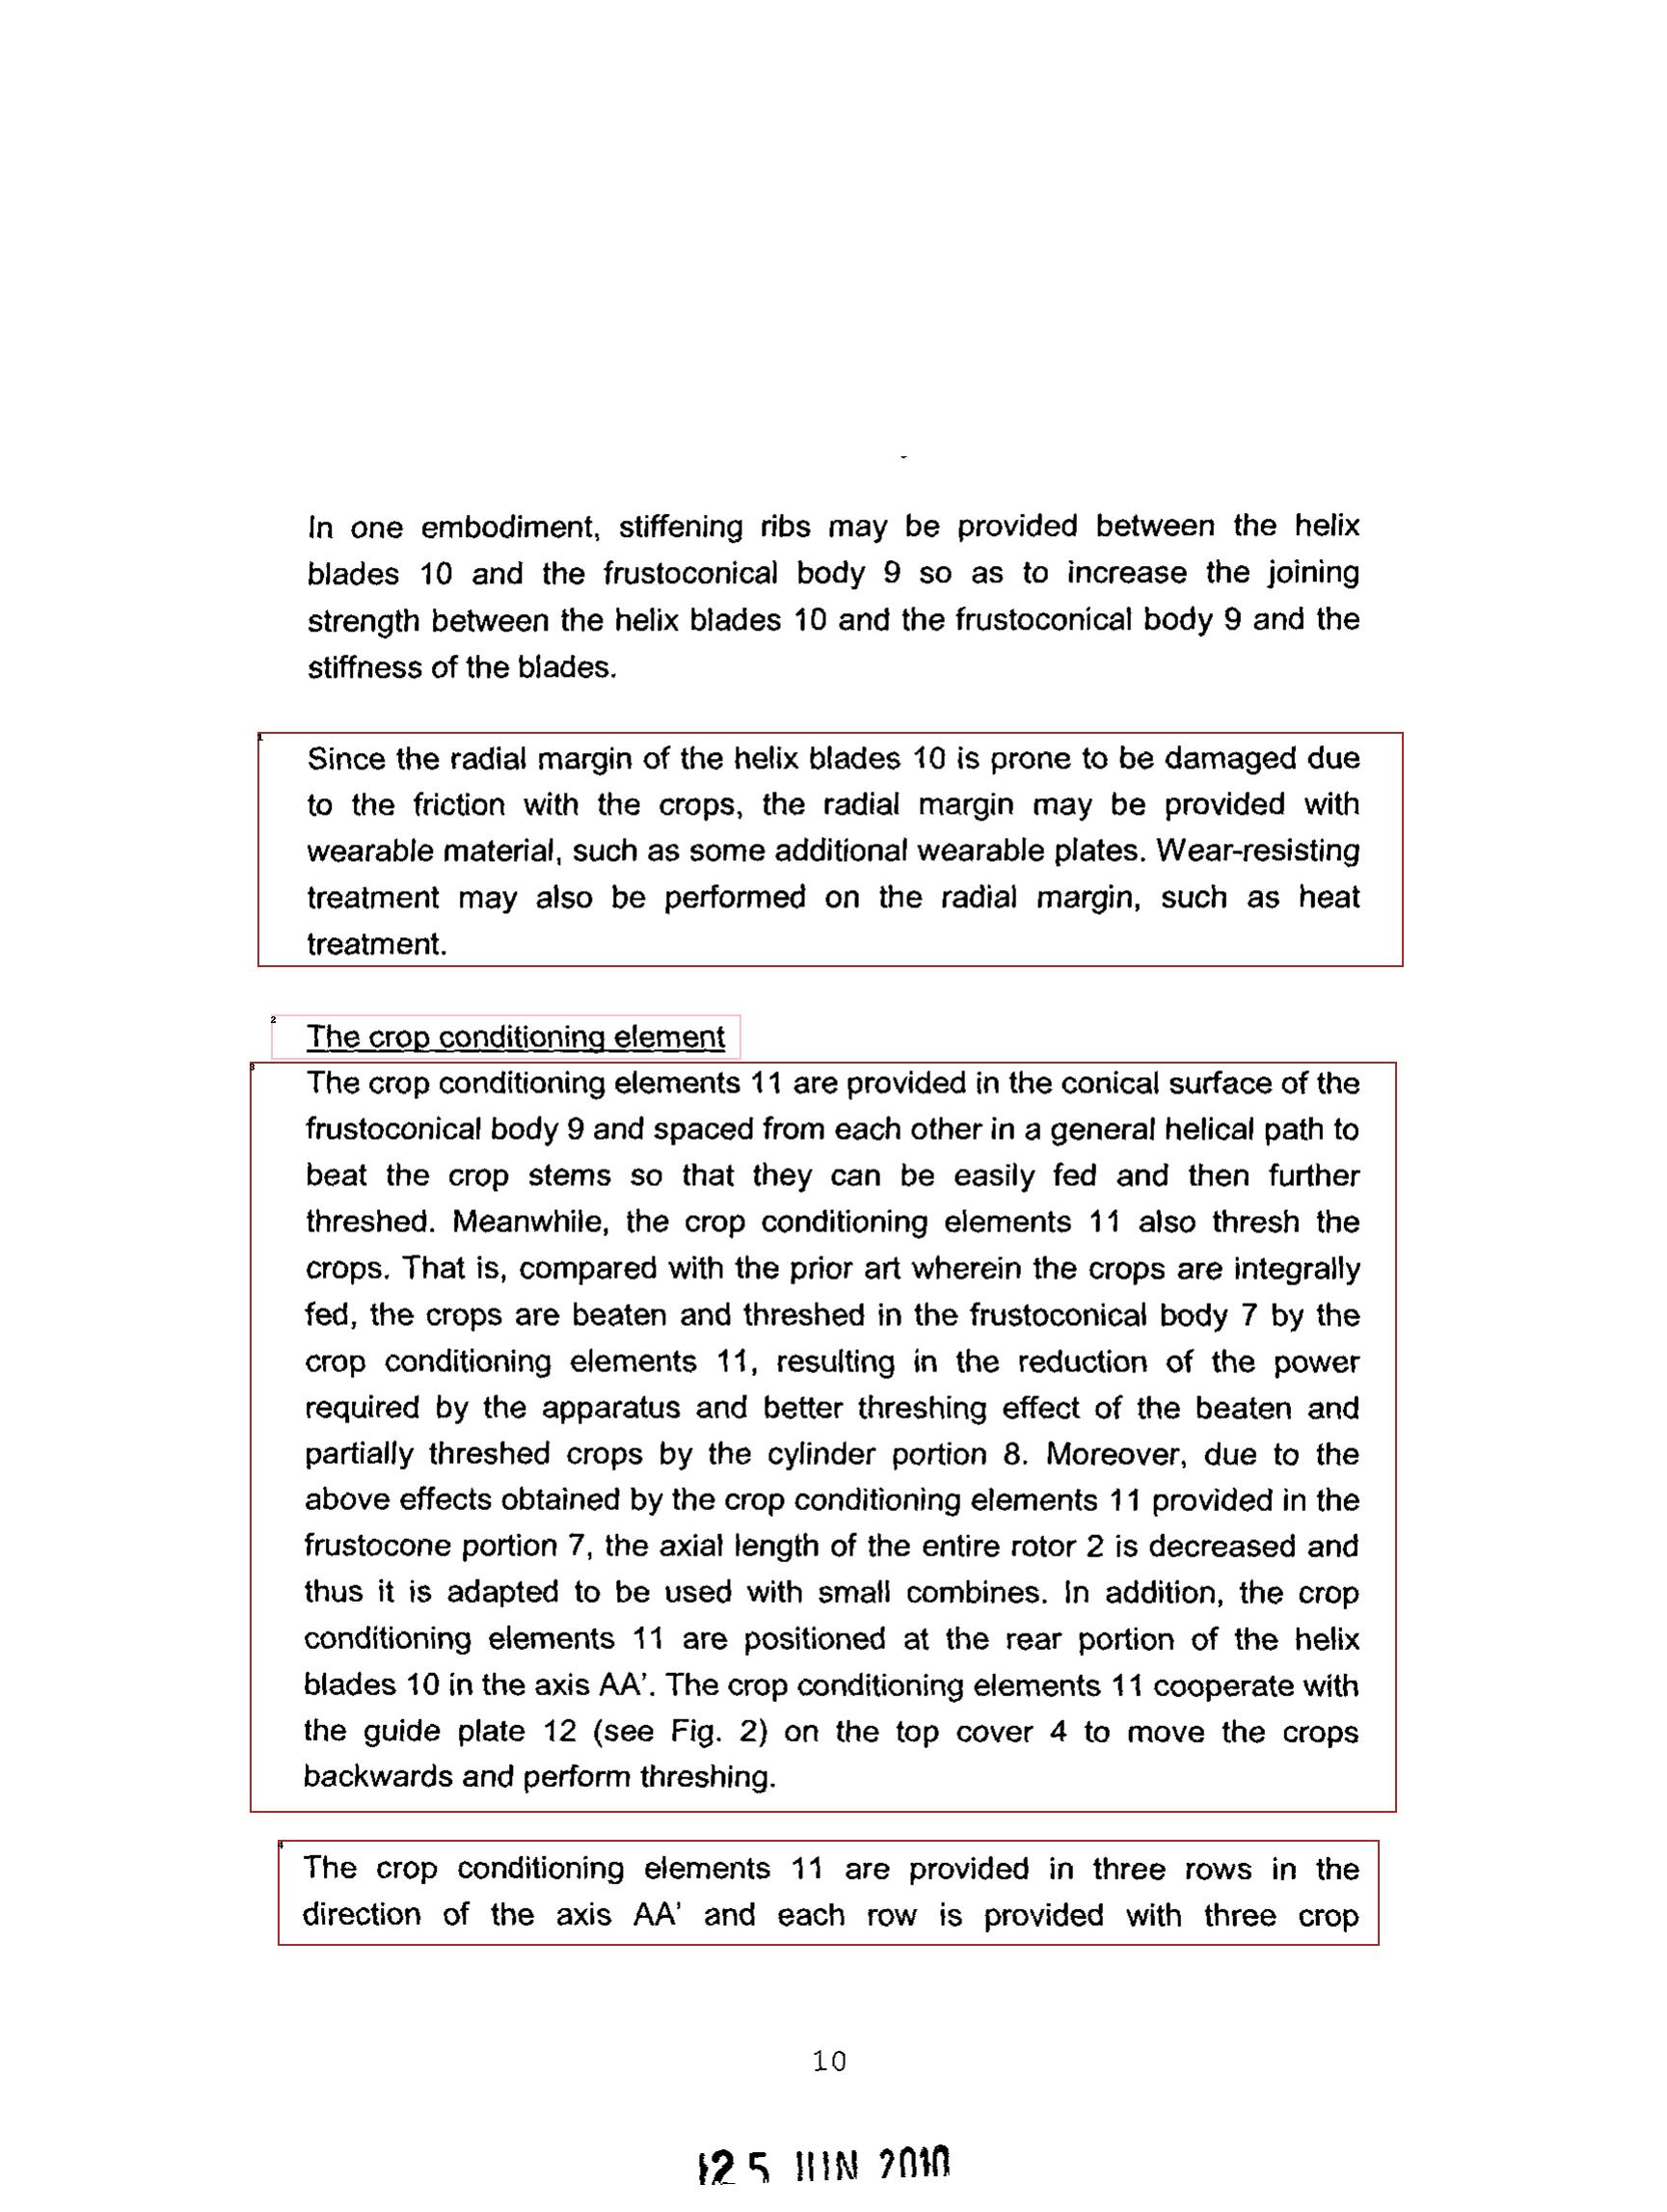 In one embodiment, stiffening ribs may be provided between the helix
blades 10 and the frustoconical body 9 so as to increase the joining
strength between the helix blades 10 and the frustoconical body 9 and the
stiffness of the blades.
1
Since the radial margin of the helix blades 10 is prone to be damaged due
to the friction with the crops, the radial margin may be provided with
wearable material, such as some additional wearable plates. Wear-resisting
treatment may also be performed on the radial margin, such as heat
treatment.
2
The crop conditioning element
3
The crop conditioning elements 11 are provided in the conical surface of the
frustoconical body 9 and spaced from each other in a general helical path to
beat the crop stems so that they can be easily fed and then further
threshed. Meanwhile, the crop conditioning elements 11 also thresh the
crops. That is, compared with the prior art wherein the crops are integrally
fed, the crops are beaten and threshed in the frustoconical body 7 by the
crop conditioning elements 11, resulting in the reduction of the power
required by the apparatus and better threshing effect of the beaten and
partially threshed crops by the cylinder portion 8. Moreover, due to the
above effects obtained by the crop conditioning elements 11 provided in the
frustocone portion 7, the axial length of the entire rotor 2 is decreased and
thus it is adapted to be used with small combines. In addition, the crop
conditioning elements 11 are positioned at the rear portion of the helix
blades 10 in the axis AA'. The crop conditioning elements 11 cooperate with
the guide plate 12 (see Fig. 2) on the top cover 4 to move the crops
backwards and perform threshing.
4
The crop conditioning elements 11 are provided in three rows in the
direction of the axis AA' and each row is provided with three crop
10
25 JUN 2010